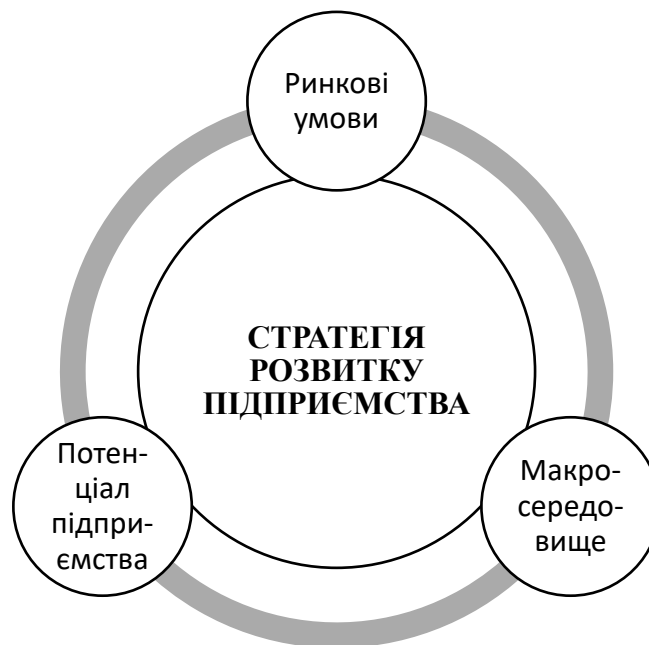 Ринкові
умови
СТРАТЕГІЯ
РОЗВИТКУ
ПІДПРИЄМСТВА
Потен-
ціал
підпри-
ємства
Макро-
середо-
вище